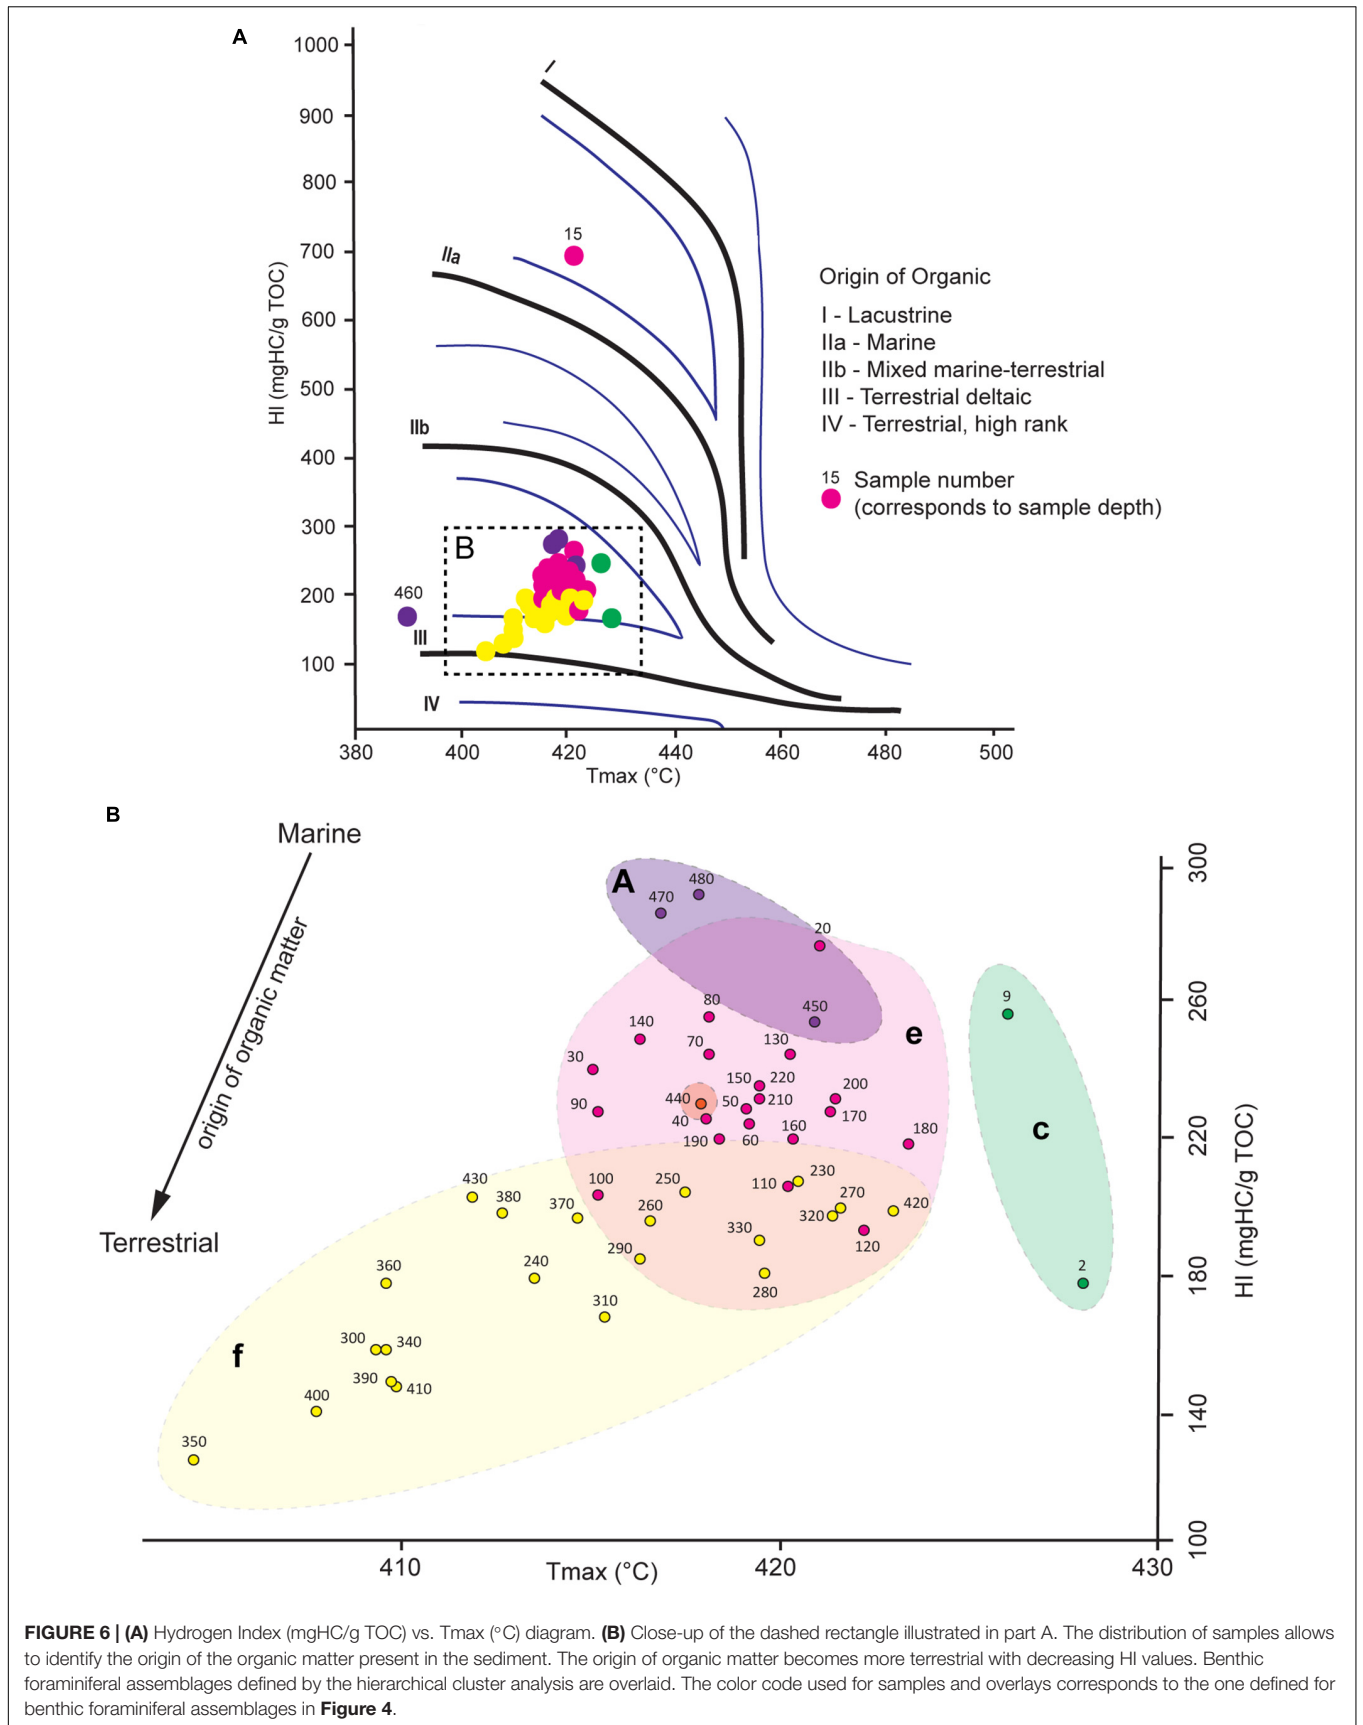 A
1000
900
800
700
600
500
400
300
200
100
HI (mgHC/g TOC)
I
IIa
IIb
III
IV
15
460
B
380
400
420
440
460
480
500
Tmax (°C)
Origin of Organic
I - Lacustrine
IIa - Marine
IIb - Mixed marine-terrestrial
III - Terrestrial deltaic
IV - Terrestrial, high rank
15 Sample number
(corresponds to sample depth)
B
Marine
origin of organic matter
Terrestrial
A
480
470
20
450
e
80
140
70
130
30
150
220
200
90
440
50
210
170
40
190
60
160
180
9
c
2
430
380
370
100
250
260
110
230
270
320
420
330
120
290
280
360
240
310
300
340
f
390
410
400
350
300
260
220
180
140
100
HI (mgHC/g TOC)
410
420
430
Tmax (°C)
FIGURE 6 | (A) Hydrogen Index (mgHC/g TOC) vs. Tmax (°C) diagram. (B) Close-up of the dashed rectangle illustrated in part A. The distribution of samples allows
to identify the origin of the organic matter present in the sediment. The origin of organic matter becomes more terrestrial with decreasing HI values. Benthic
foraminiferal assemblages defined by the hierarchical cluster analysis are overlaid. The color code used for samples and overlays corresponds to the one defined for
benthic foraminiferal assemblages in Figure 4.